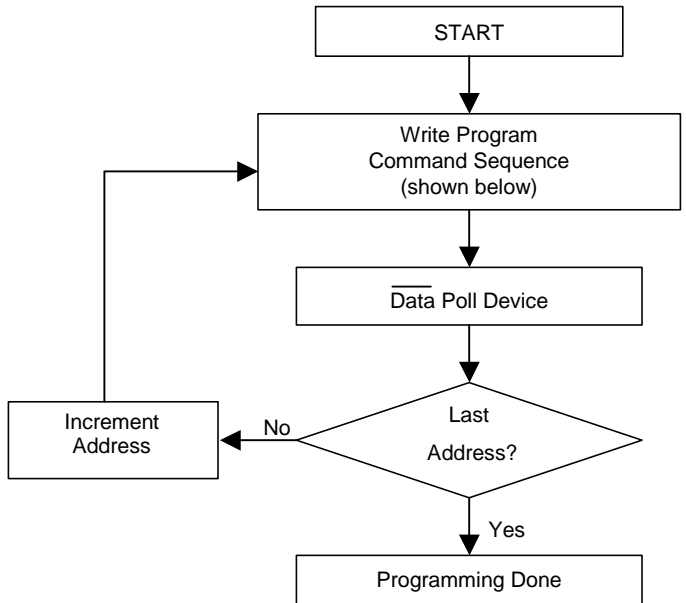 START
Write Program
Command Sequence
(shown below)
Data Poll Device
Last
Address?
No
Increment
Address
Yes
Programming Done